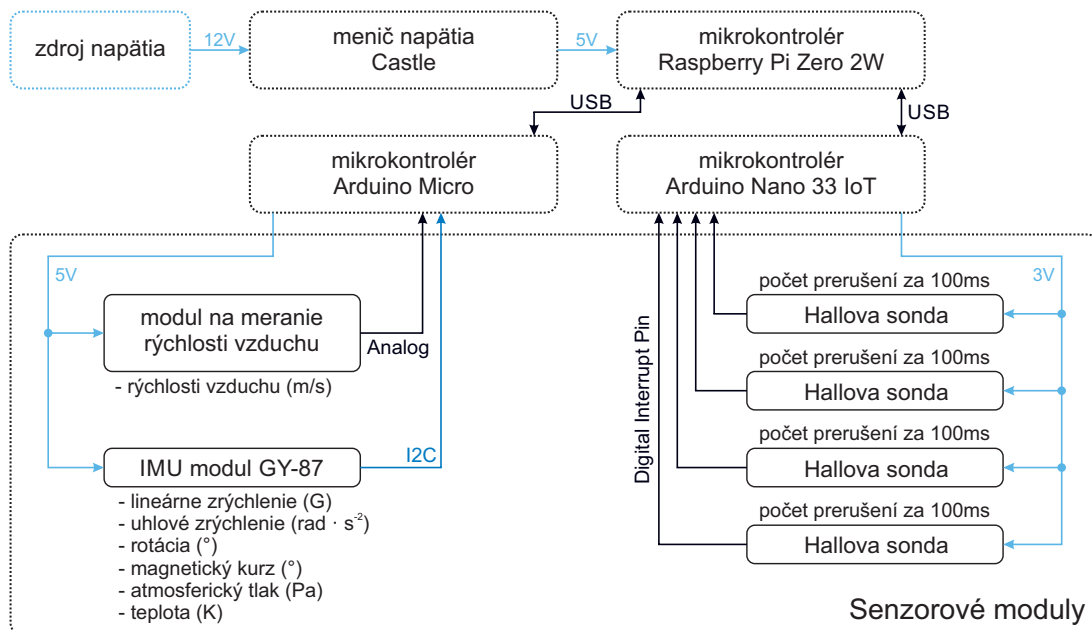 zdroj napätia
12V
menič napätia
Castle
5V
mikrokontrolér
Raspberry Pi Zero 2W
USB
USB
mikrokontrolér
Arduino Micro
mikrokontrolér
Arduino Nano 33 IoT
5V
3V
modul na meranie
rýchlosti vzduchu
Analog
- rýchlosti vzduchu (m/s)
IMU modul GY-87
I2C
- lineárne zrýchlenie (G)
- uhlové zrýchlenie (rad · s⁻²)
- rotácia (°)
- magnetický kurz (°)
- atmosferický tlak (Pa)
- teplota (K)
Digital Interrupt Pin
počet prerušení za 100ms
Hallova sonda
počet prerušení za 100ms
Hallova sonda
počet prerušení za 100ms
Hallova sonda
počet prerušení za 100ms
Hallova sonda
Senzorové moduly